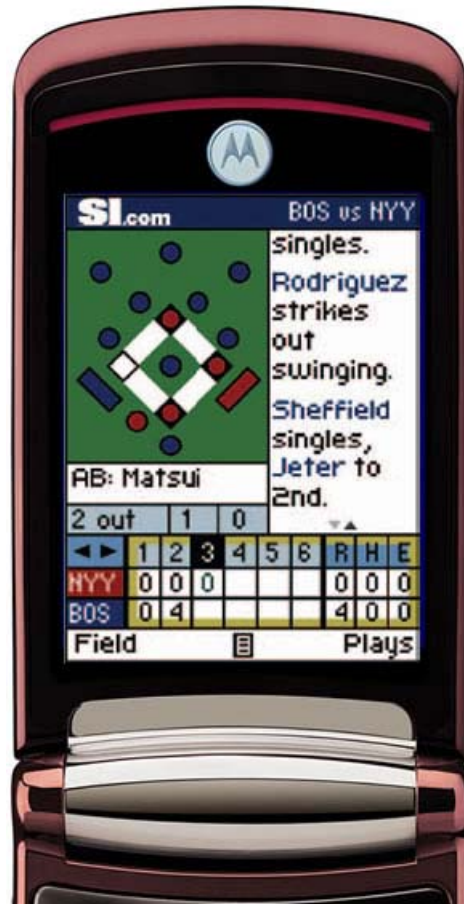 SI.com BOS vs NYY
singles.
Rodriguez
strikes
out
swinging.
Sheffield
singles,
Jeter to
2nd.
AB: Matsui
2 out 1 0
1 2 3 4 5 6 R H E
NYY 0 0 0 0 0 0
BOS 0 4 4 0 0
Field Plays